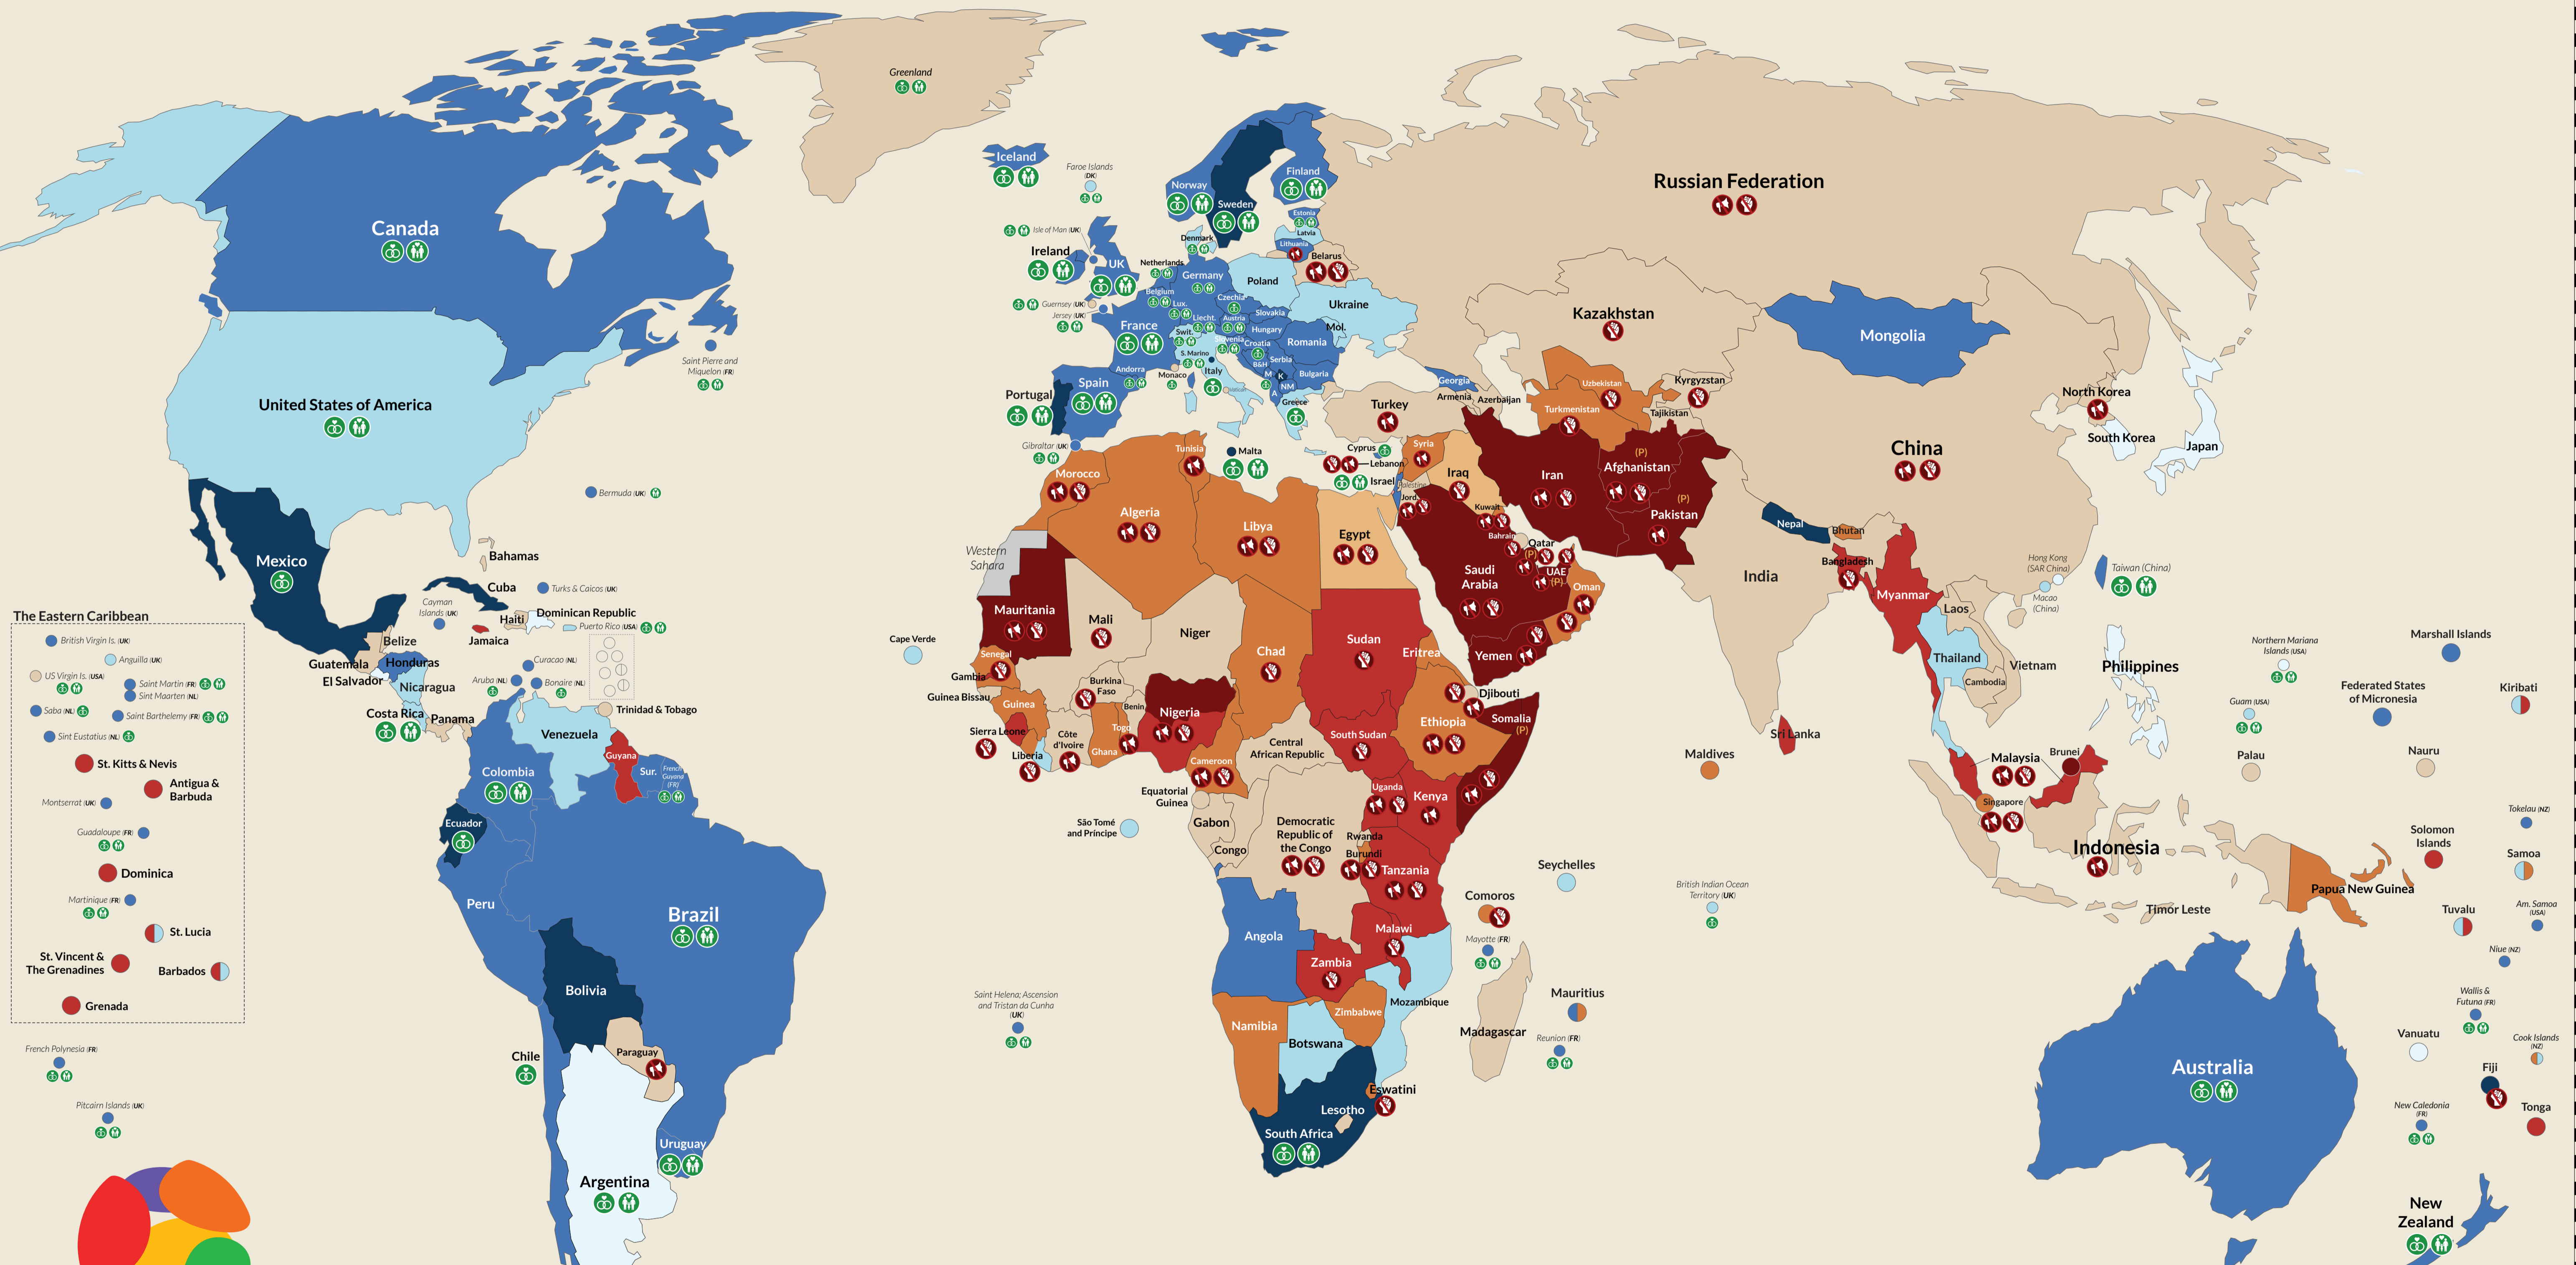 Greenland
Canada
United States of America
Saint Pierre and
Miquelon (FR)
Bermuda (UK)
Mexico
Bahamas
Cuba
Turks & Caicos (UK)
Cayman
Islands (UK)
Haiti
Dominican Republic
Puerto Rico (USA)
Jamaica
Belize
Guatemala
Honduras
El Salvador
Nicaragua
Costa Rica
Panama
Curacao (NL)
Aruba (NL)
Bonaire (NL)
Trinidad & Tobago
Venezuela
Guyana
Sur.
French
Guyana
(FR)
Colombia
Ecuador
Peru
Brazil
Bolivia
Paraguay
Chile
Uruguay
Argentina
The Eastern Caribbean
British Virgin Is. (UK)
Anguilla (UK)
US Virgin Is. (USA)
Saint Martin (FR)
Sint Maarten (NL)
Saba (NL)
Saint Barthelemy (FR)
Sint Eustatius (NL)
St. Kitts & Nevis
Antigua &
Barbuda
Montserrat (UK)
Guadaloupe (FR)
Dominica
Martinique (FR)
St. Lucia
St. Vincent &
The Grenadines
Barbados
Grenada
French Polynesia (FR)
Pitcairn Islands (UK)
Iceland
Faroe Islands
(DK)
Norway
Sweden
Finland
Estonia
Latvia
Lithuania
Belarus
Isle of Man (UK)
Ireland
UK
Denmark
Netherlands
Germany
Poland
Belgium
Lux.
Czechia
Ukraine
Guernsey (UK)
Jersey (UK)
Liecht.
Austria
Slovakia
France
Swit.
Hungary
Mol.
Slovenia
Croatia
Romania
S. Marino
B&H
Serbia
Andorra
Monaco
Italy
M
K
Bulgaria
NM
A
Portugal
Spain
Greece
Gibraltar (UK)
Malta
Turkey
Cyprus
Lebanon
Israel
Georgia
Armenia
Azerbaijan
Russian Federation
Kazakhstan
Uzbekistan
Kyrgyzstan
Turkmenistan
Tajikistan
Mongolia
North Korea
South Korea
Japan
China
Syria
Palestine
Jord.
Iraq
Kuwait
Iran
(P)
Afghanistan
(P)
Pakistan
Bahrain
Qatar
(P)
UAE
(P)
Saudi
Arabia
Oman
Yemen
Nepal
Bhutan
Bangladesh
India
Myanmar
Laos
Thailand
Vietnam
Cambodia
Hong Kong
(SAR China)
Macao
(China)
Taiwan (China)
Philippines
Sri Lanka
Maldives
Malaysia
Brunei
Singapore
Indonesia
Timor Leste
Papua New Guinea
Morocco
Tunisia
Algeria
Libya
Egypt
Western
Sahara
Mauritania
Mali
Niger
Chad
Sudan
Eritrea
Cape Verde
Senegal
Gambia
Guinea Bissau
Guinea
Sierra Leone
Liberia
Burkina
Faso
Côte
d'Ivoire
Ghana
Togo
Benin
Nigeria
Cameroon
Central
African Republic
South Sudan
Ethiopia
Djibouti
Somalia
(P)
Equatorial
Guinea
São Tomé
and Príncipe
Gabon
Congo
Democratic
Republic of
the Congo
Uganda
Kenya
Rwanda
Burundi
Tanzania
Seychelles
Comoros
Mayotte (FR)
British Indian Ocean
Territory (UK)
Angola
Malawi
Zambia
Mozambique
Zimbabwe
Namibia
Botswana
Madagascar
Mauritius
Reunion (FR)
Eswatini
Lesotho
South Africa
Saint Helena; Ascension
and Tristan da Cunha
(UK)
Northern Mariana
Islands (USA)
Marshall Islands
Guam (USA)
Federated States
of Micronesia
Kiribati
Palau
Nauru
Tokelau (NZ)
Solomon
Islands
Samoa
Tuvalu
Am. Samoa
(USA)
Niue (NZ)
Wallis &
Futuna (FR)
Vanuatu
Cook Islands
(NZ)
Fiji
New Caledonia
(FR)
Tonga
Australia
New
Zealand